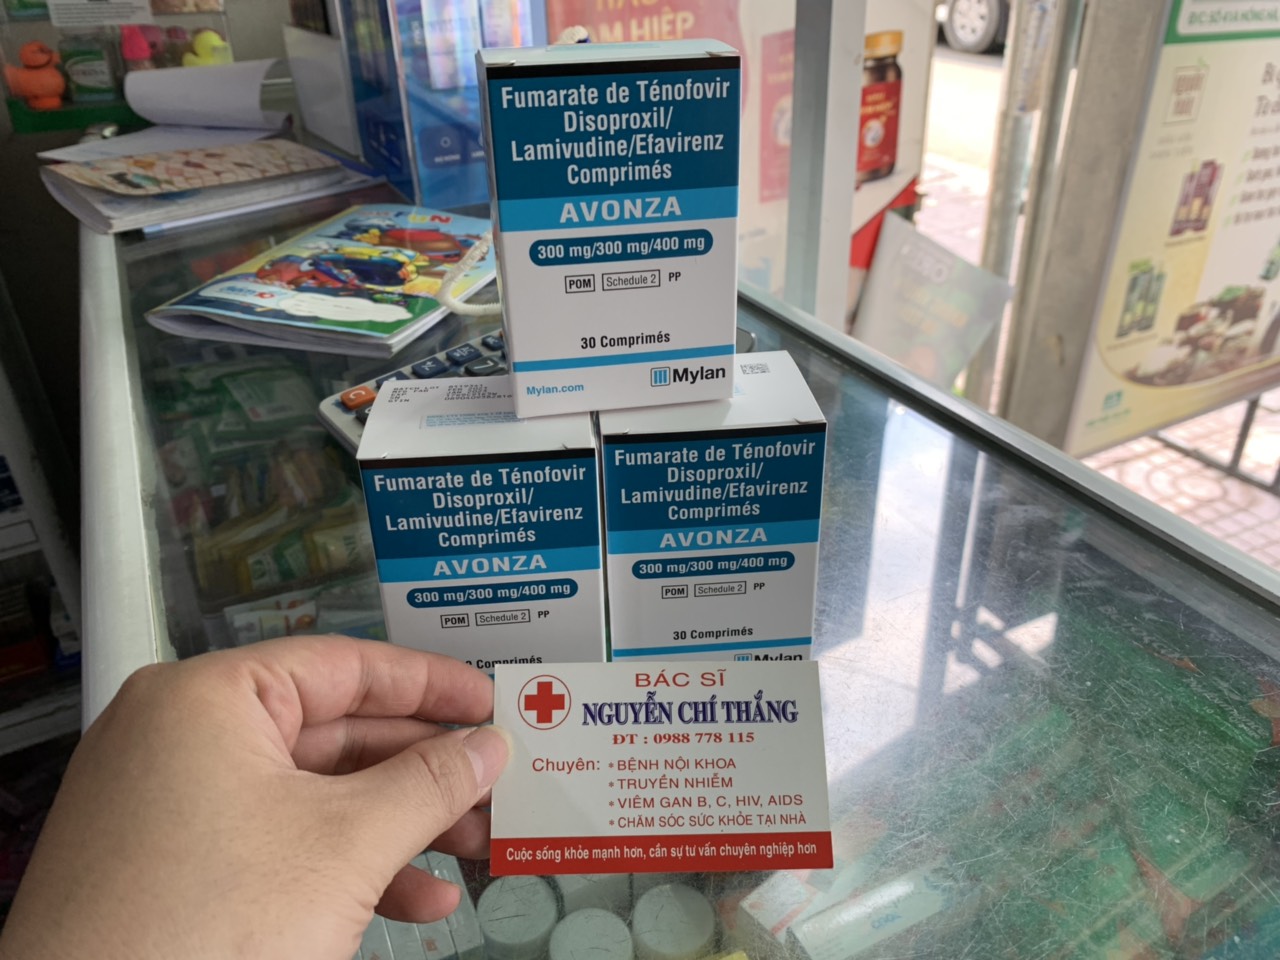 Fumarate de Ténofovir
Disoproxil/
Lamivudine/Efavirenz
Comprimés
AVONZA
300 mg/300 mg/400 mg
POM Schedule 2 PP
30 Comprimés
Mylan.com
Mylan
Fumarate de Ténofovir
Disoproxil/
Lamivudine/Efavirenz
Comprimés
AVONZA
300 mg/300 mg/400 mg
POM Schedule 2 PP
Comprimés
Fumarate de Ténofovir
Disoproxil/
Lamivudine/Efavirenz
Comprimés
AVONZA
300 mg/300 mg/400 mg
POM Schedule 2 PP
30 Comprimés
Mylan
BÁC SĨ
NGUYỄN CHÍ THẮNG
ĐT : 0988 778 115
Chuyên: * BỆNH NỘI KHOA
* TRUYỀN NHIỄM
* VIÊM GAN B, C, HIV, AIDS
* CHĂM SÓC SỨC KHỎE TẠI NHÀ
Cuộc sống khỏe mạnh hơn, cần sự tư vấn chuyên nghiệp hơn